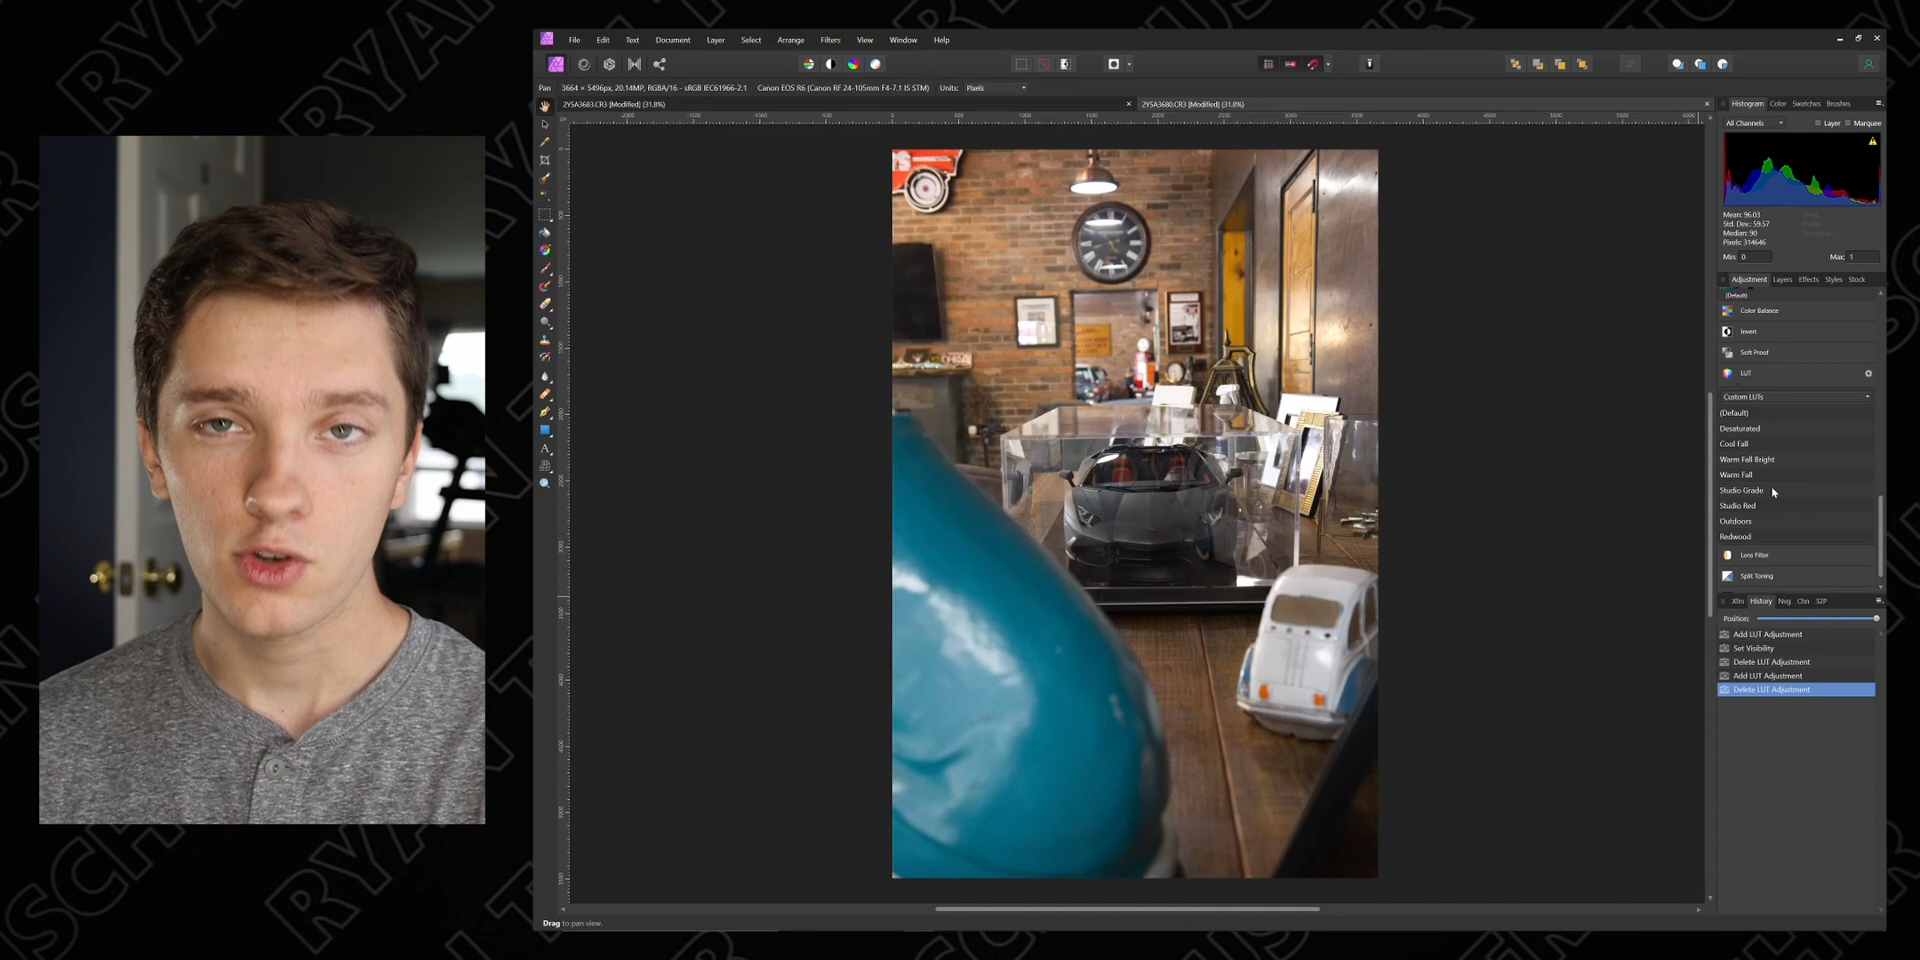 File Edit Text Document Layer Select Arrange Filters View Window Help
Pan 3664 × 5496px, 20.14MP, RGBA/16 - sRGB IEC61966-2.1 Canon EOS R6 (Canon RF 24-105mm F4-7.1 IS STM) Units: Pixels
2Y5A3683.CR3 [Modified] (31.8%)
2Y5A3680.CR3 [Modified] (31.8%)
Histogram Color Swatches Brushes
All Channels Layer Marquee
Mean: 96.03
Std. Dev.: 59.57
Median: 90
Pixels: 314646
Min: 0 Max: 1
Adjustment Layers Effects Styles Stock
(Default)
Color Balance
Invert
Soft Proof
LUT
Custom LUTs
(Default)
Desaturated
Cool Fall
Warm Fall Bright
Warm Fall
Studio Grade
Studio Red
Outdoors
Redwood
Lens Filter
Split Toning
Xfm History Nvg Chn 32P
Position:
Add LUT Adjustment
Set Visibility
Delete LUT Adjustment
Add LUT Adjustment
Delete LUT Adjustment
Drag to pan view.